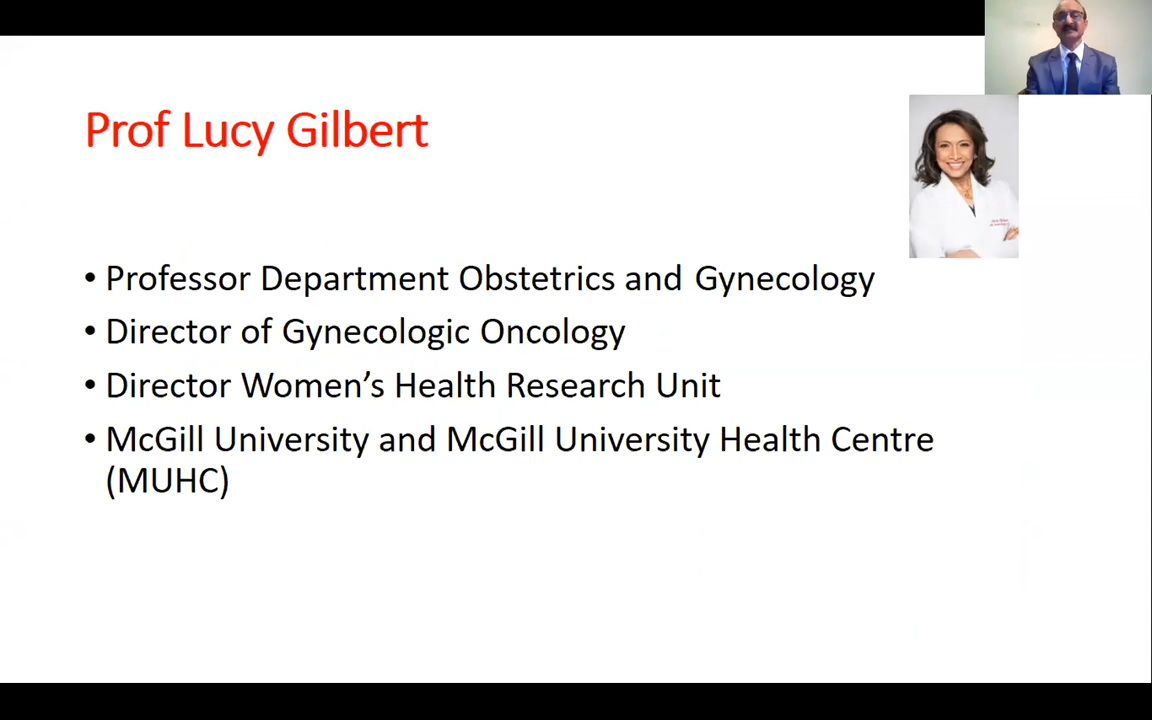 Prof Lucy Gilbert
• Professor Department Obstetrics and Gynecology
• Director of Gynecologic Oncology
• Director Women’s Health Research Unit
• McGill University and McGill University Health Centre
(MUHC)